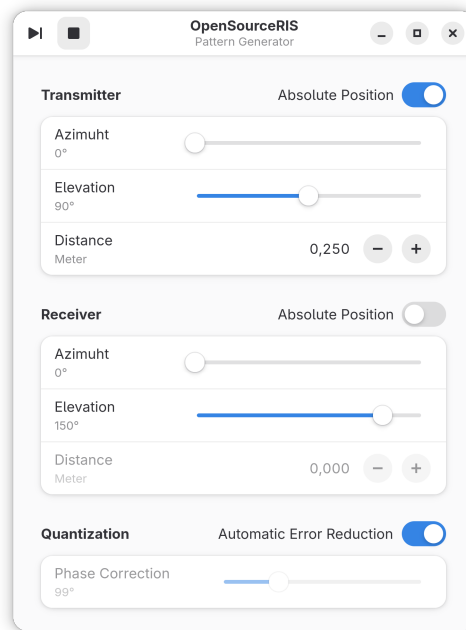 OpenSourceRIS
Pattern Generator
Transmitter Absolute Position
Azimuht
0°
Elevation
90°
Distance 0,250
Meter
Receiver Absolute Position
Azimuht
0°
Elevation
150°
Distance 0,000
Meter
Quantization Automatic Error Reduction
Phase Correction
99°